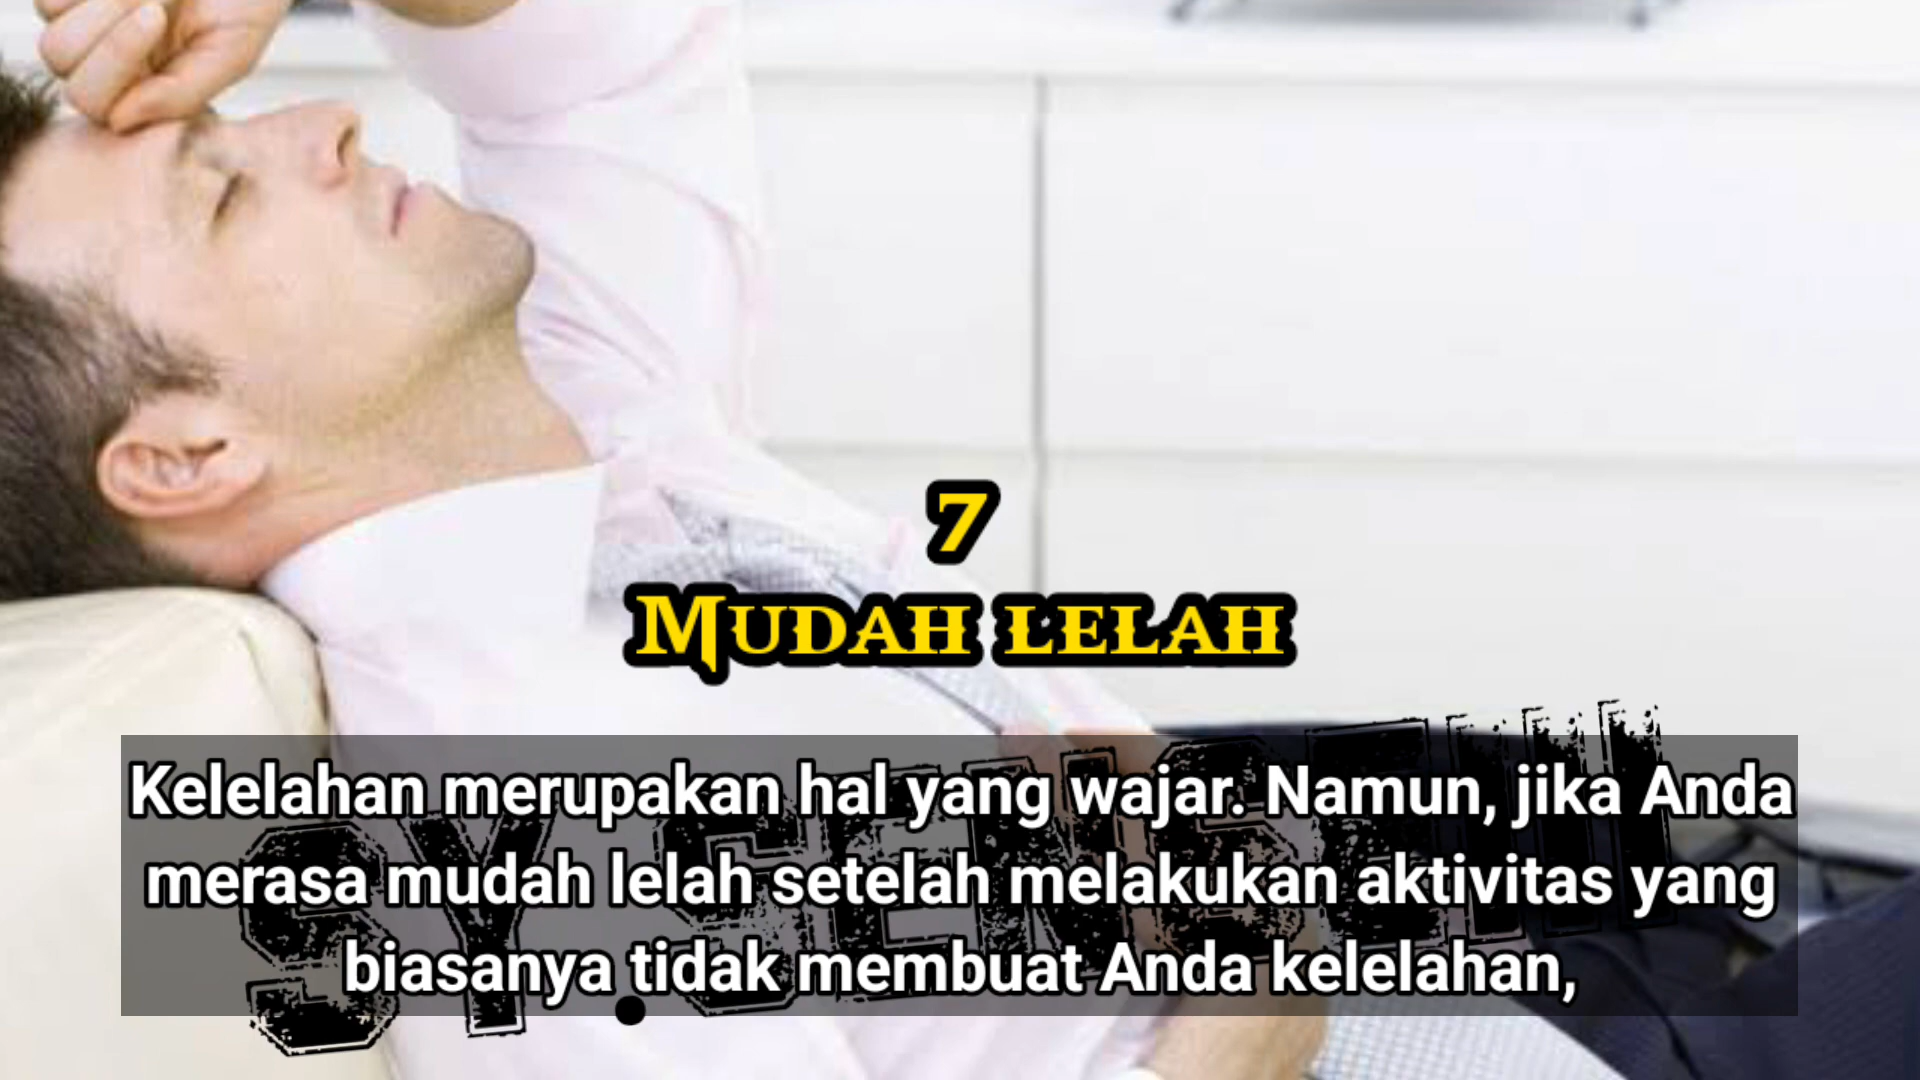 7
Mudah lelah
Kelelahan merupakan hal yang wajar. Namun, jika Anda
merasa mudah lelah setelah melakukan aktivitas yang
biasanya tidak membuat Anda kelelahan,